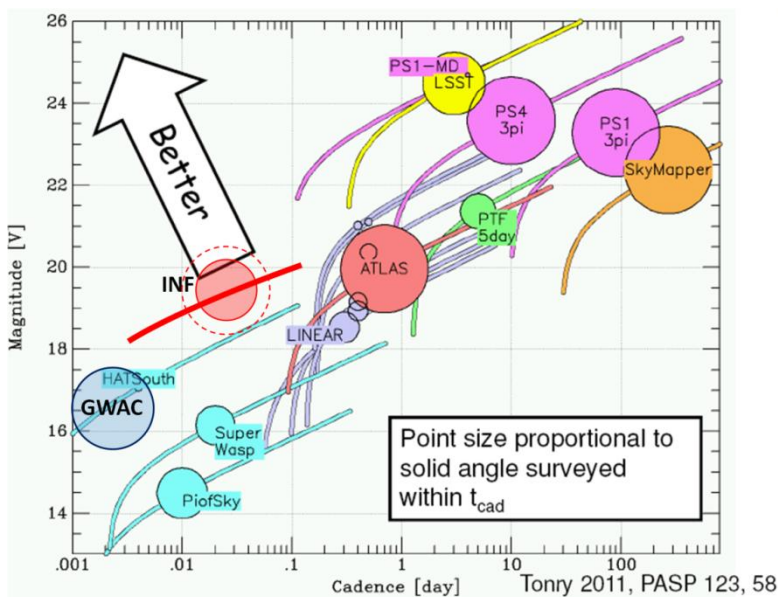 26
24
22
20
18
16
14
Magnitude [V]
Better
PS1-MD
LSST
PS4
3pi
PS1
3pi
SkyMapper
PTF
5day
ATLAS
INF
LINEAR
HATSouth
GWAC
Super
Wasp
PiofSky
Point size proportional to
solid angle surveyed
within tcad
.001
.01
.1
1
10
100
Cadence [day]
Tonry 2011, PASP 123, 58